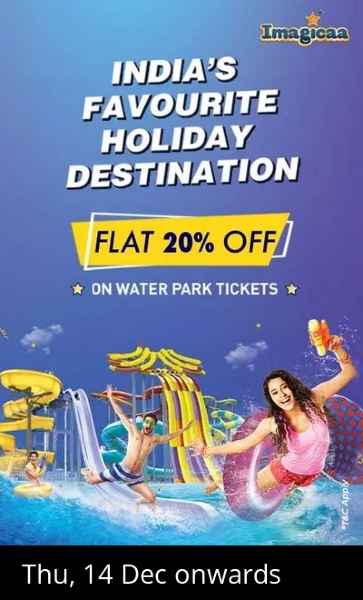 Imagicaa
INDIA'S
FAVOURITE
HOLIDAY
DESTINATION
FLAT 20% OFF
ON WATER PARK TICKETS
*T&C Apply
Thu, 14 Dec onwards